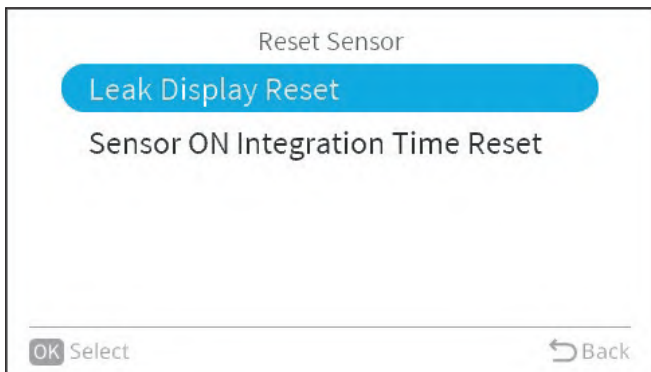 Reset Sensor
Leak Display Reset
Sensor ON Integration Time Reset
OK Select
Back